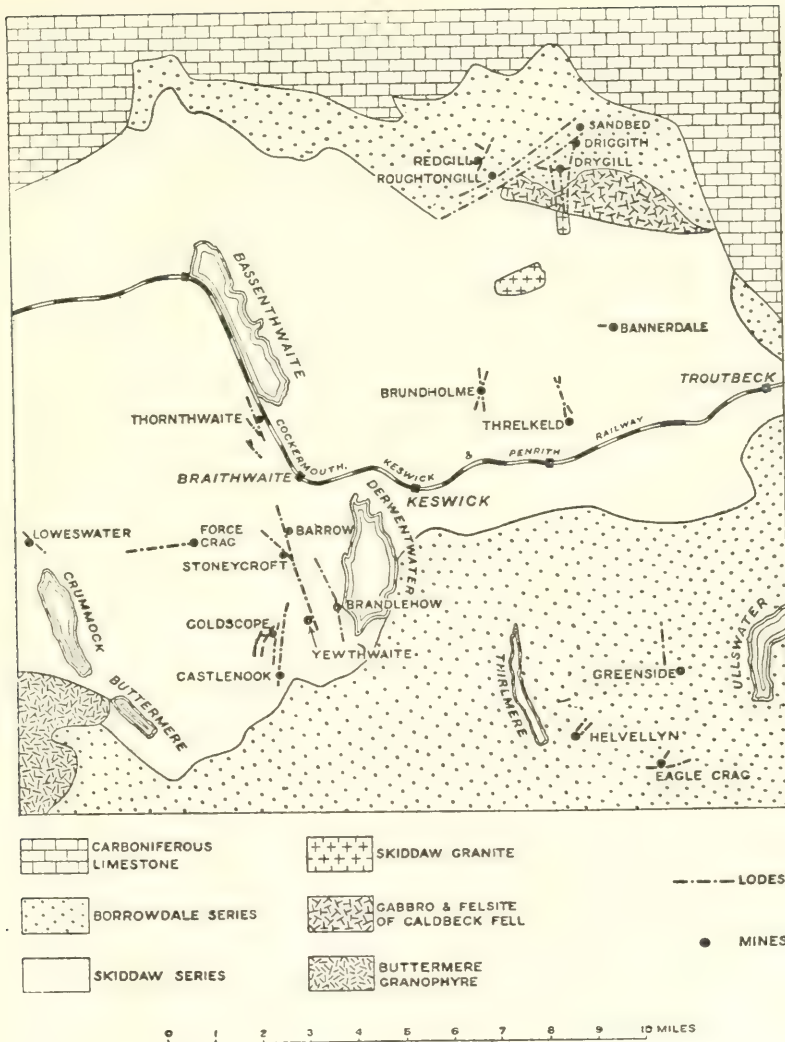 SANDBED
DRIGGITH
REDGILL
DRYGILL
ROUGHTONGILL
BASSENTHWAITE
BANNERDALE
BRUNDHOLME
TROUTBECK
THORNTHWAITE
THRELKELD
COCKERMOUTH, KESWICK & PENRITH RAILWAY
BRAITHWAITE
KESWICK
DERWENTWATER
LOWESWATER
FORCE
CRAG
BARROW
STONEYCROFT
CRUMMOCK
BRANDLEHOW
GOLDSCOPE
YEWTHWAITE
ULLSWATER
THIRLMERE
GREENSIDE
CASTLENOOK
BUTTERMERE
HELVELLYN
EAGLE CRAG
CARBONIFEROUS
LIMESTONE
SKIDDAW GRANITE
LODES
BORROWDALE SERIES
GABBRO & FELSITE
OF CALDBECK FELL
MINES
SKIDDAW SERIES
BUTTERMERE
GRANOPHYRE
0 1 2 3 4 5 6 7 8 9 10 MILES